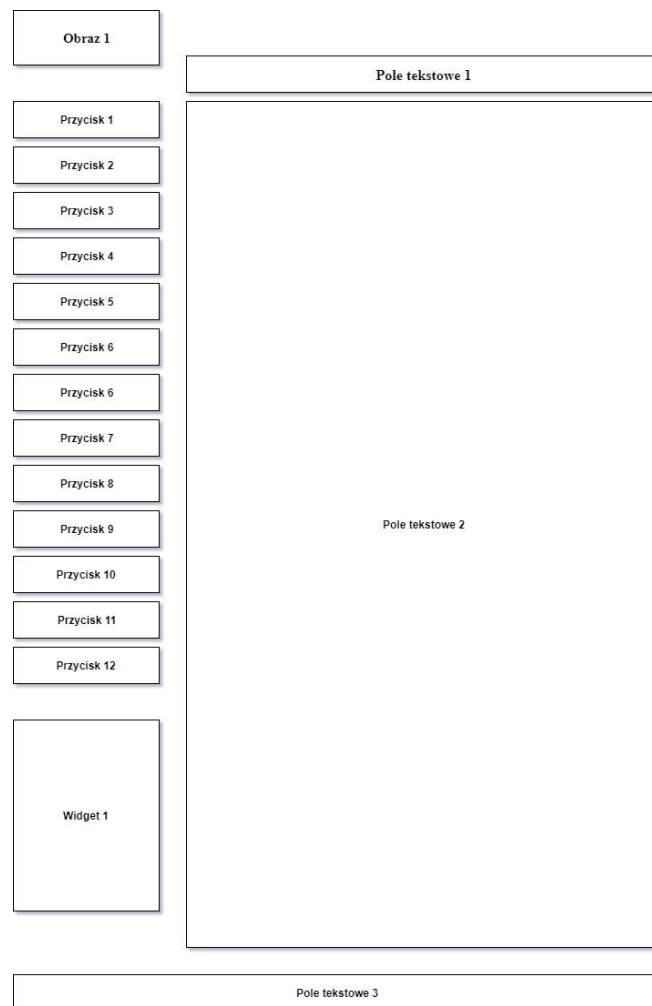 Obraz 1
Pole tekstowe 1
Przycisk 1
Przycisk 2
Przycisk 3
Przycisk 4
Przycisk 5
Przycisk 6
Przycisk 6
Przycisk 7
Przycisk 8
Przycisk 9
Przycisk 10
Przycisk 11
Przycisk 12
Widget 1
Pole tekstowe 2
Pole tekstowe 3